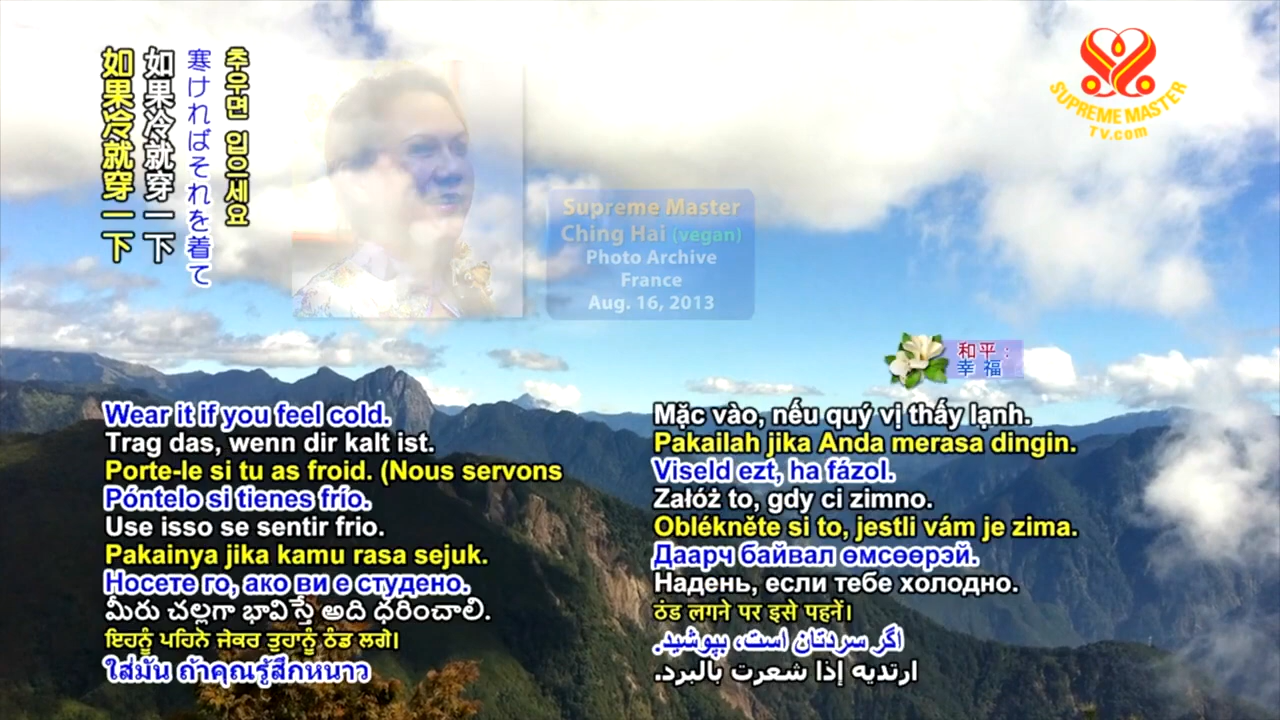 如果冷就穿一下
如果冷就穿一下
寒ければそれを着て
추우면 입으세요
SUPREME MASTER
TV.com
Supreme Master
Ching Hai (vegan)
Photo Archive
France
Aug. 16, 2013
和平：
幸福
Wear it if you feel cold.
Trag das, wenn dir kalt ist.
Porte-le si tu as froid. (Nous servons
Póntelo si tienes frío.
Use isso se sentir frio.
Pakainya jika kamu rasa sejuk.
Носете го, ако ви е студено.
మీరు చల్లగా భావిస్తే అది ధరించాలి.
ਇਹਨੂੰ ਪਹਿਨੋ ਜੇਕਰ ਤੁਹਾਨੂੰ ਠੰਡ ਲਗੇ।
ใส่มัน ถ้าคุณรู้สึกหนาว
Mặc vào, nếu quý vị thấy lạnh.
Pakailah jika Anda merasa dingin.
Viseld ezt, ha fázol.
Załóż to, gdy ci zimno.
Oblékněte si to, jestli vám je zima.
Даарч байвал өмсөөрэй.
Надень, если тебе холодно.
ठंड लगने पर इसे पहनें।
اگر سردتان است، بپوشید.
ارتديه إذا شعرت بالبرد.